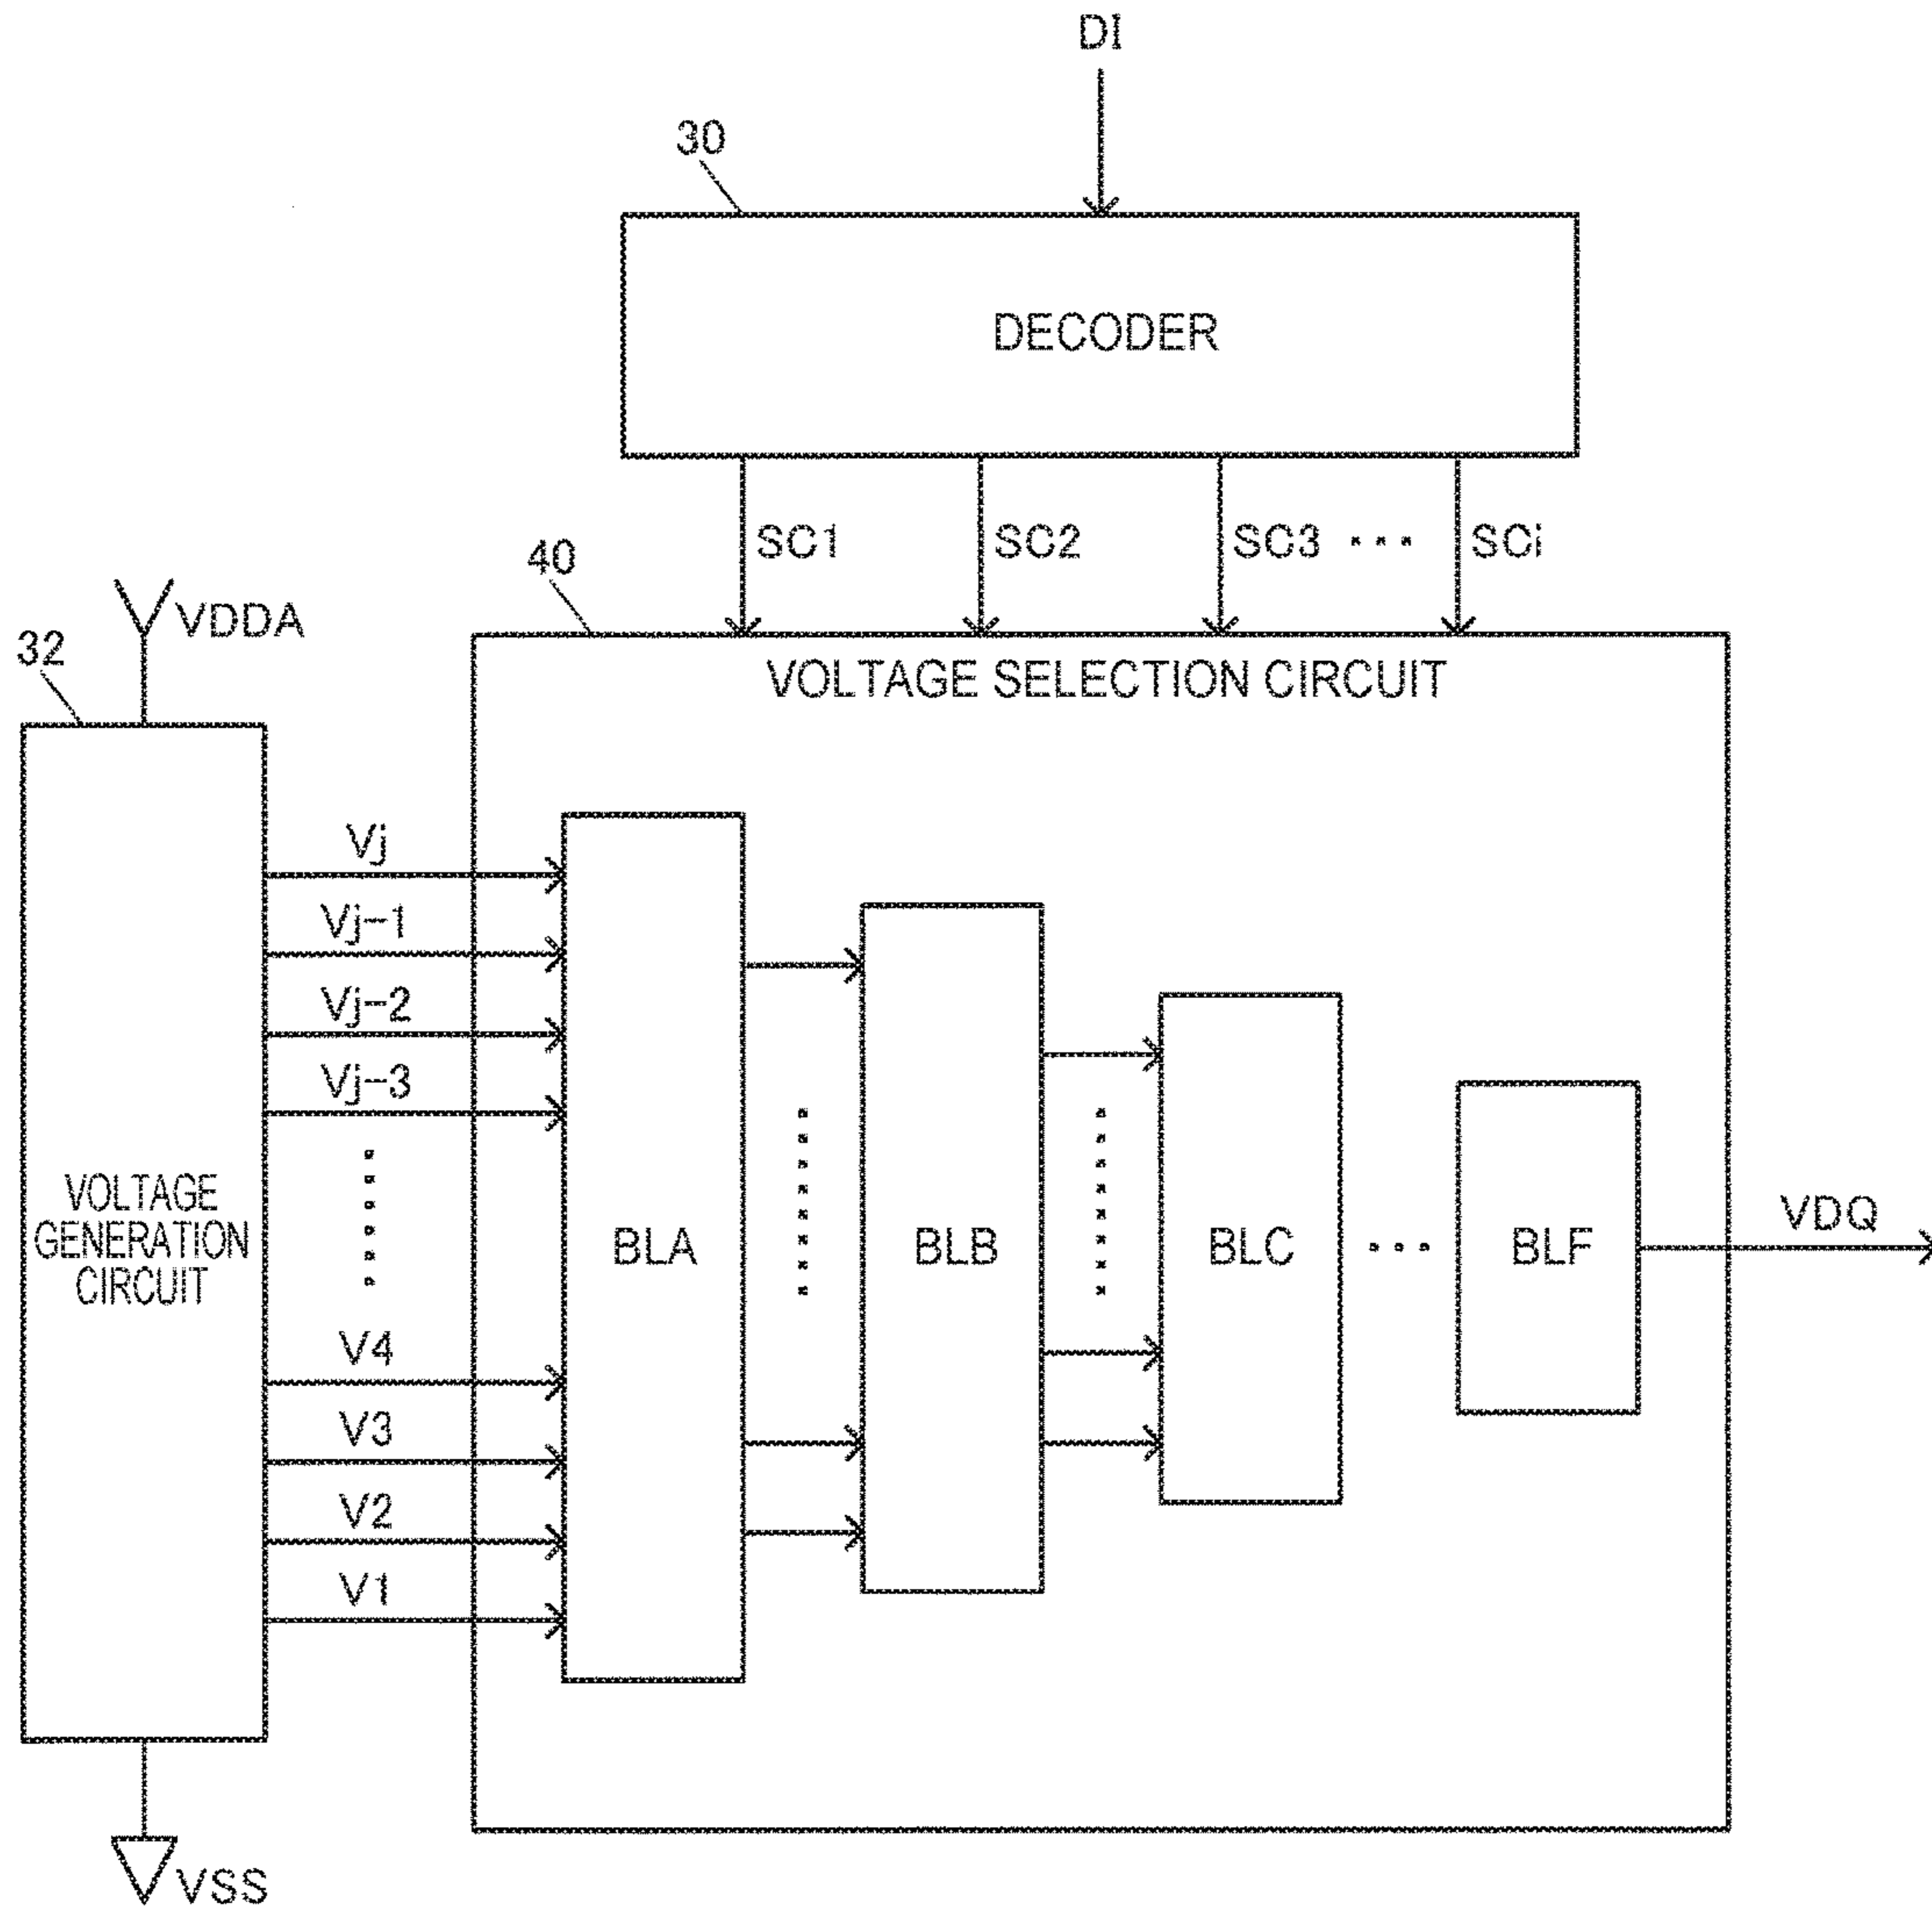 DI
30
DECODER
SC1 SC2 SC3 ... SCi
40
VDDA
32
VOLTAGE SELECTION CIRCUIT
Vj
Vj-1
Vj-2
Vj-3
VOLTAGE
GENERATION
CIRCUIT
V4
V3
V2
V1
BLA
BLB
BLC
...
BLF
VDQ
VSS